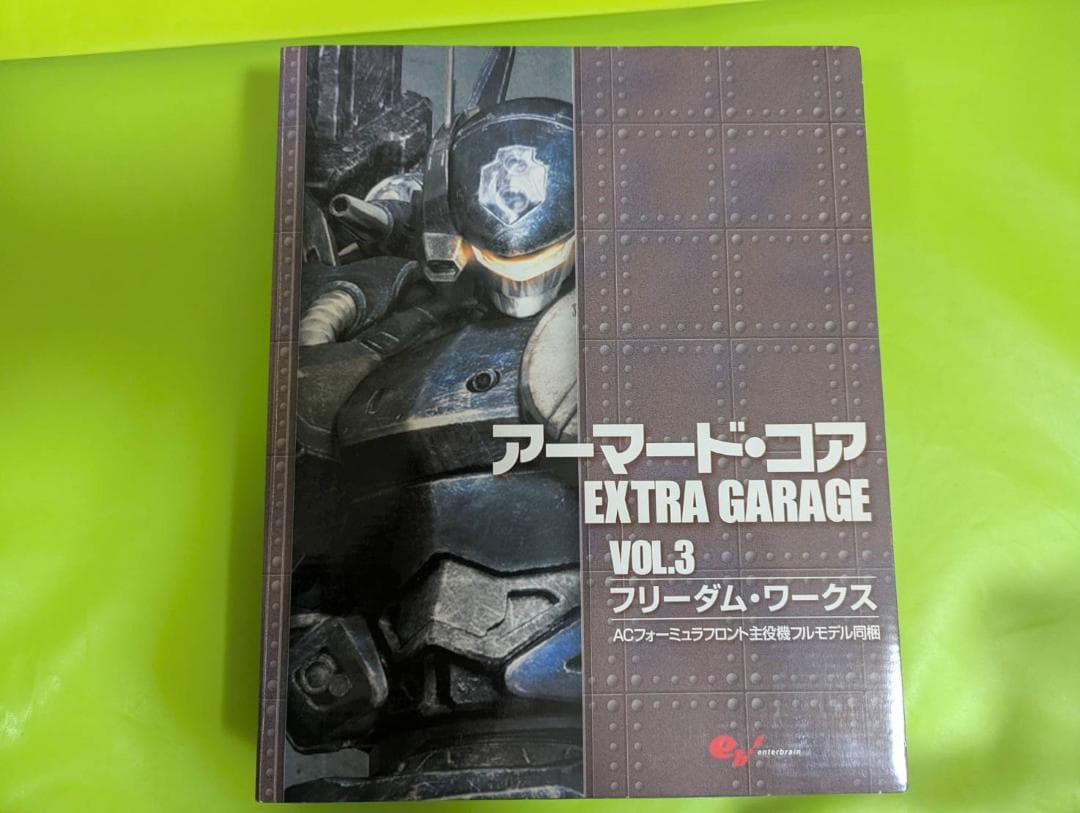 アーマード・コア
EXTRA GARAGE
VOL.3
フリーダム・ワークス
ACフォーミュラフロント主役機フルモデル同梱
eb! enterbrain